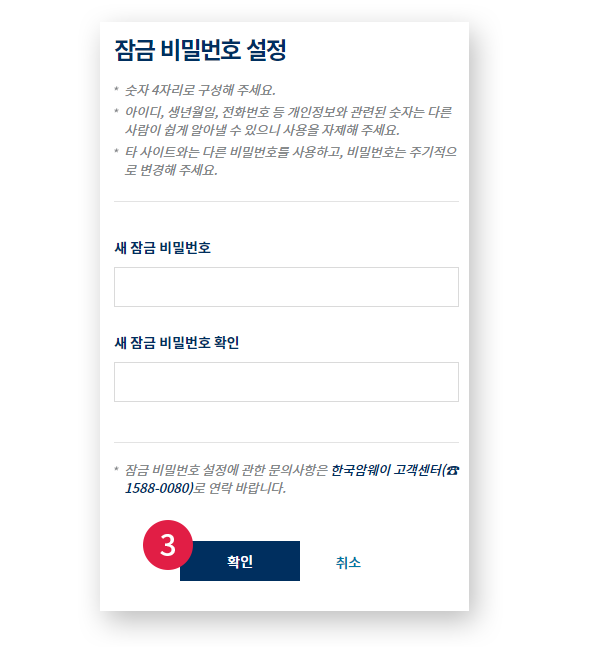 잠금 비밀번호 설정
* 숫자 4자리로 구성해 주세요.
* 아이디, 생년월일, 전화번호 등 개인정보와 관련된 숫자는 다른
사람이 쉽게 알아낼 수 있으니 사용을 자제해 주세요.
* 타 사이트와는 다른 비밀번호를 사용하고, 비밀번호는 주기적으
로 변경해 주세요.
새 잠금 비밀번호
새 잠금 비밀번호 확인
* 잠금 비밀번호 설정에 관한 문의사항은 한국암웨이 고객센터(☎
1588-0080)로 연락 바랍니다.
3
확인 취소